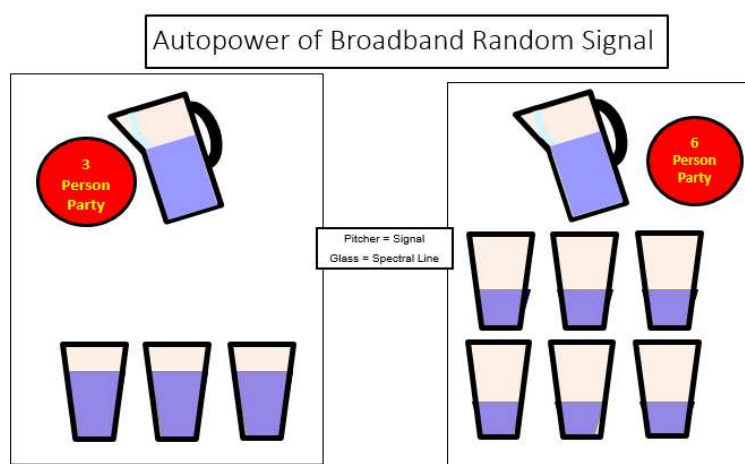 Autopower of Broadband Random Signal
3
Person
Party
6
Person
Party
Pitcher = Signal
Glass = Spectral Line